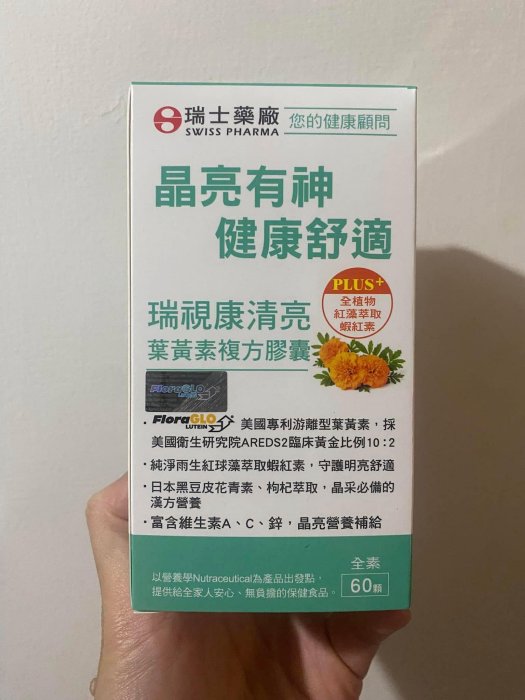 瑞士藥廠
SWISS PHARMA
您的健康顧問
晶亮有神
健康舒適
PLUS+
全植物
紅藻萃取
蝦紅素
瑞視康清亮
葉黃素複方膠囊
FloraGLO
FloraGLO
LUTEIN
・美國專利游離型葉黃素，採
美國衛生研究院AREDS2臨床黃金比例10：2
・純淨雨生紅球藻萃取蝦紅素，守護明亮舒適
・日本黑豆皮花青素、枸杞萃取，晶采必備的
漢方營養
・富含維生素A、C、鋅，晶亮營養補給
以營養學Nutraceutical為產品出發點，
提供給全家人安心、無負擔的保健食品。
全素
60顆